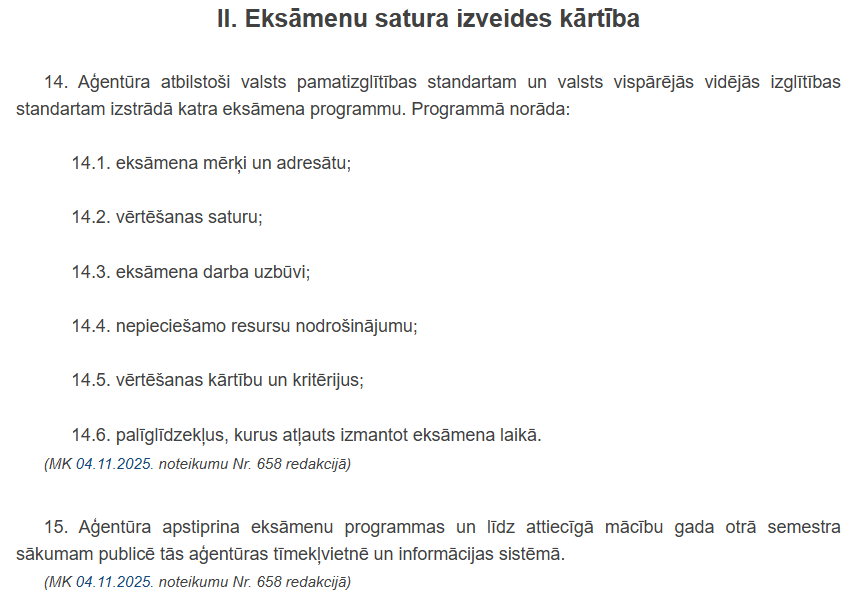 II. Eksāmenu satura izveides kārtība
14. Aģentūra atbilstoši valsts pamatizglītības standartam un valsts vispārējās vidējās izglītības
standartam izstrādā katra eksāmena programmu. Programmā norāda:
14.1. eksāmena mērķi un adresātu;
14.2. vērtēšanas saturu;
14.3. eksāmena darba uzbūvi;
14.4. nepieciešamo resursu nodrošinājumu;
14.5. vērtēšanas kārtību un kritērijus;
14.6. palīglīdzekļus, kurus atļauts izmantot eksāmena laikā.
(MK 04.11.2025. noteikumu Nr. 658 redakcijā)
15. Aģentūra apstiprina eksāmenu programmas un līdz attiecīgā mācību gada otrā semestra
sākumam publicē tās aģentūras tīmekļvietnē un informācijas sistēmā.
(MK 04.11.2025. noteikumu Nr. 658 redakcijā)